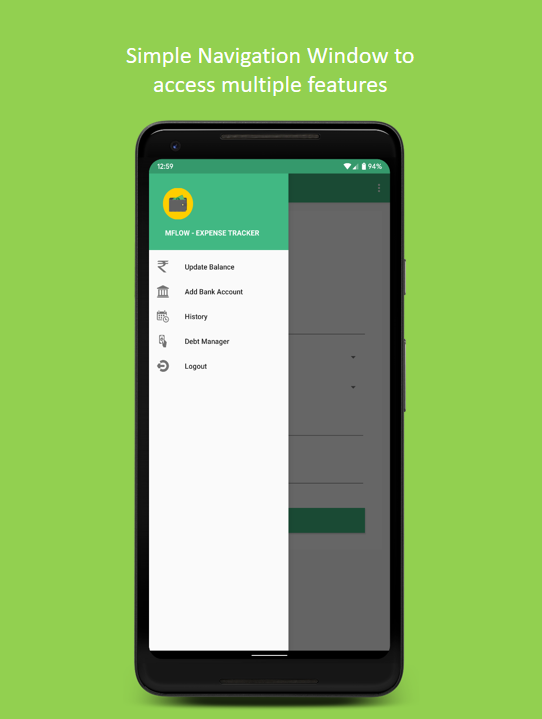 Simple Navigation Window to
access multiple features
12:59
94%
MFLOW - EXPENSE TRACKER
Update Balance
Add Bank Account
History
Debt Manager
Logout